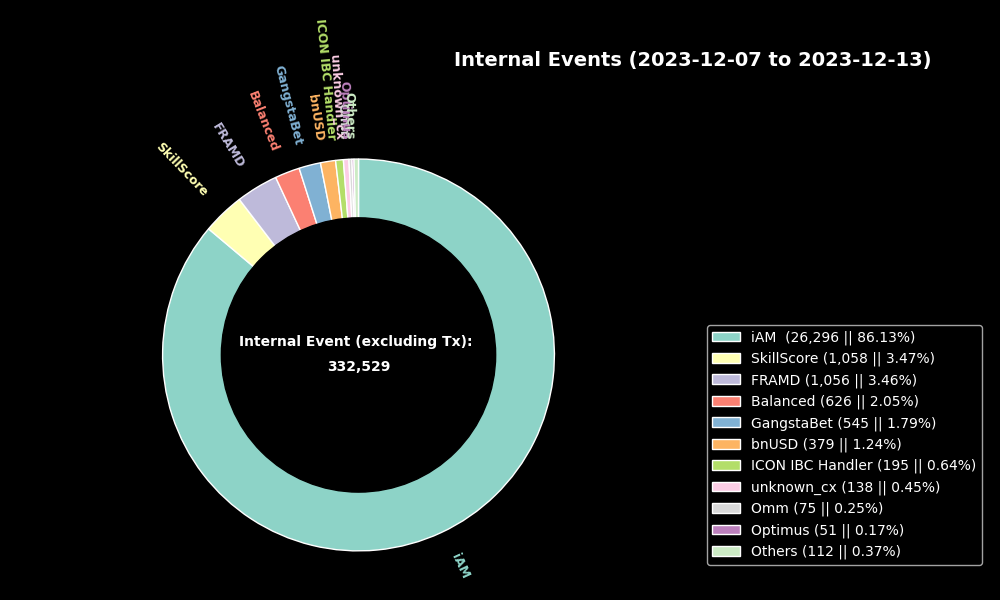 Internal Events (2023-12-07 to 2023-12-13)
SkillScore
FRAMD
Balanced
GangstaBet
bnUSD
ICON IBC Handler
unknown_cx
Others
Internal Event (excluding Tx):
332,529
iAM
iAM (26,296 || 86.13%)
SkillScore (1,058 || 3.47%)
FRAMD (1,056 || 3.46%)
Balanced (626 || 2.05%)
GangstaBet (545 || 1.79%)
bnUSD (379 || 1.24%)
ICON IBC Handler (195 || 0.64%)
unknown_cx (138 || 0.45%)
Omm (75 || 0.25%)
Optimus (51 || 0.17%)
Others (112 || 0.37%)